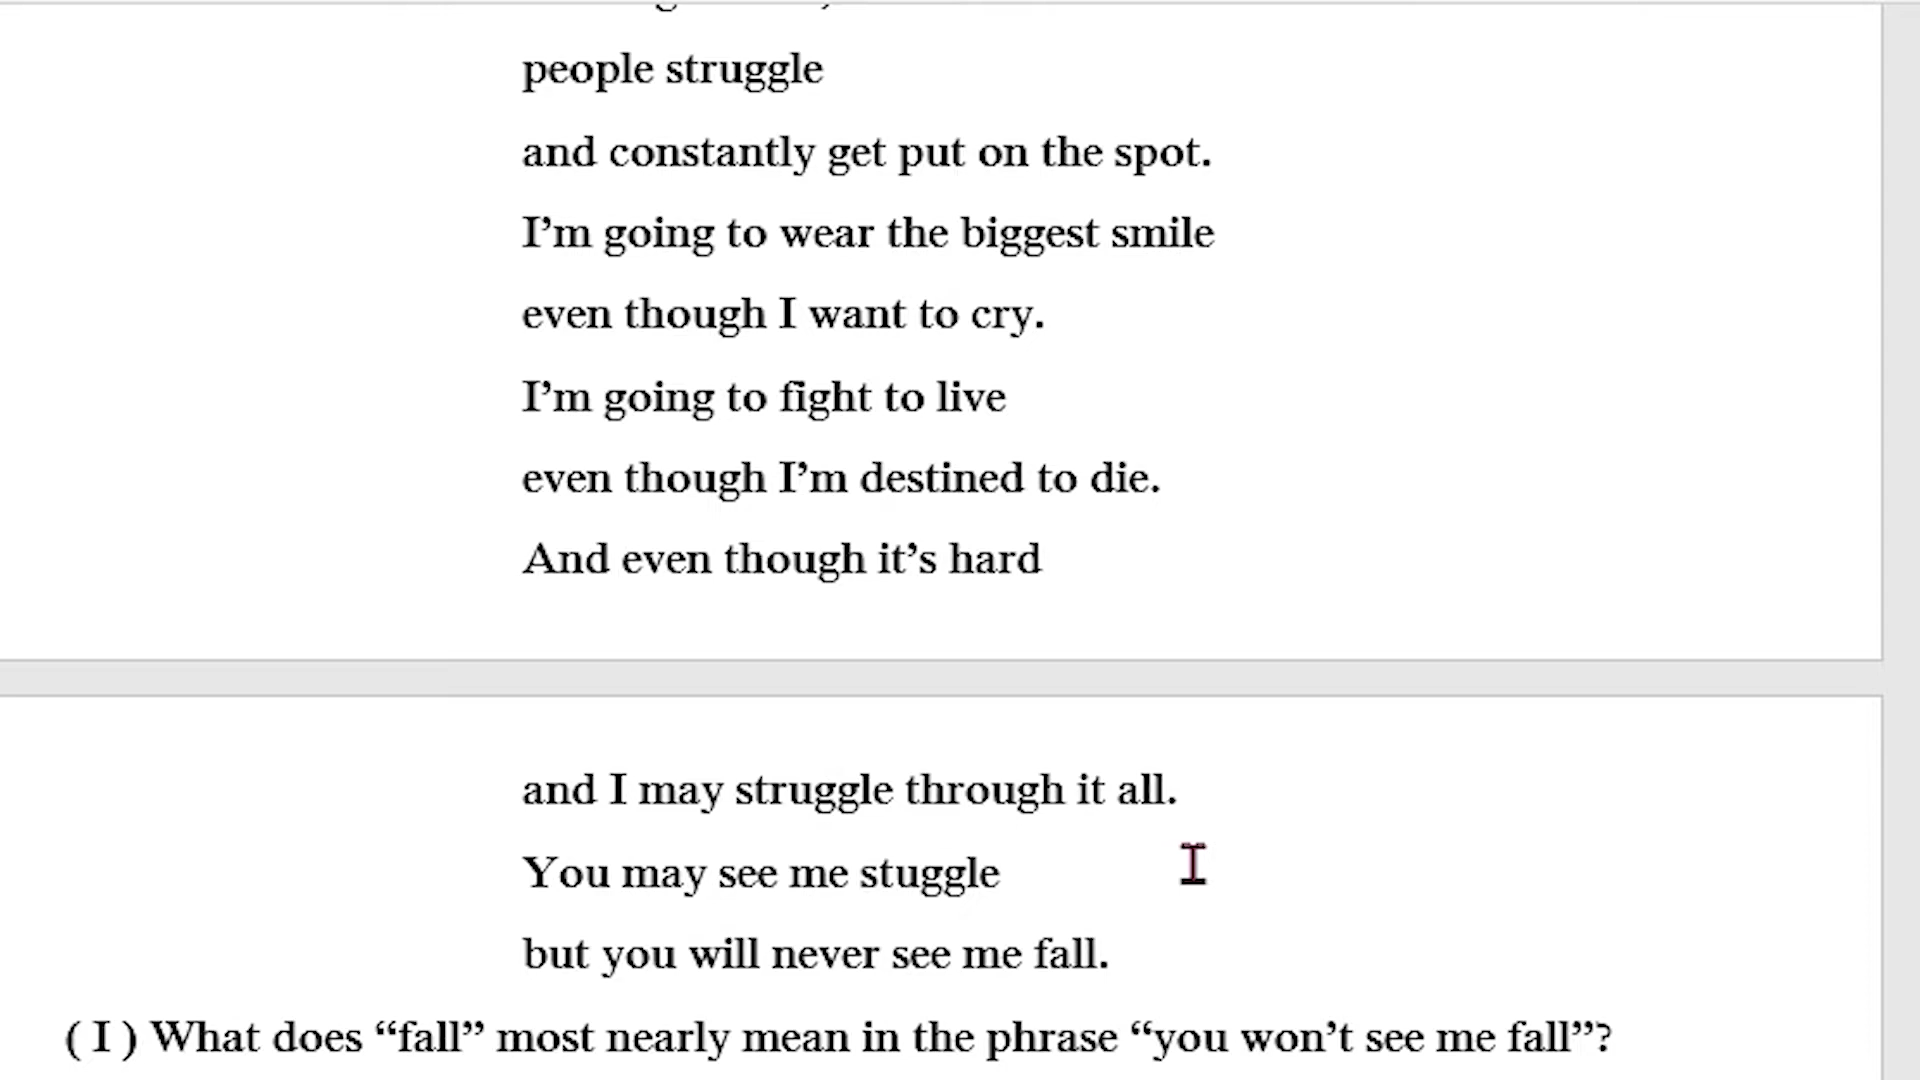 people struggle
and constantly get put on the spot.
I’m going to wear the biggest smile
even though I want to cry.
I’m going to fight to live
even though I’m destined to die.
And even though it’s hard
and I may struggle through it all.
You may see me stuggle
but you will never see me fall.
( I ) What does “fall” most nearly mean in the phrase “you won’t see me fall”?